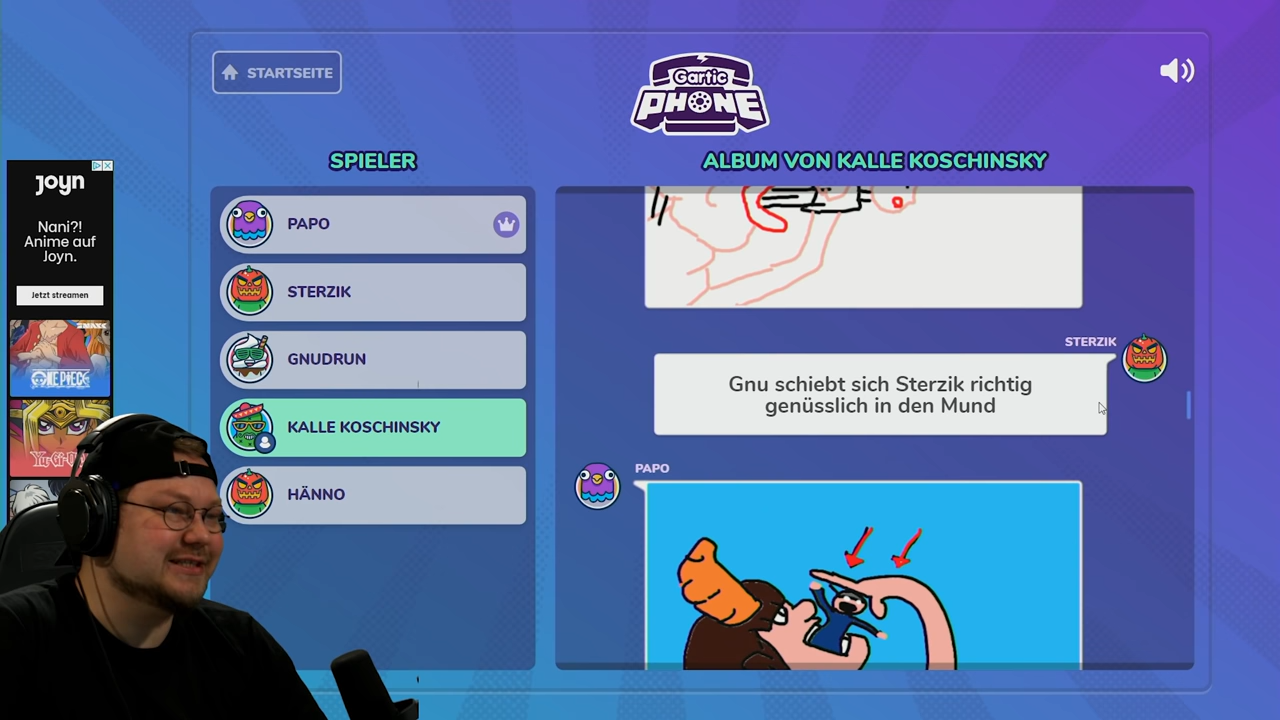 STARTSEITE
Gartic
PHONE
SPIELER
ALBUM VON KALLE KOSCHINSKY
joyn
Nani?!
Anime auf
Joyn.
Jetzt streamen
ONE PIECE
YU-GI-OH
PAPO
STERZIK
GNUDRUN
KALLE KOSCHINSKY
HÄNNO
STERZIK
Gnu schiebt sich Sterzik richtig
genüsslich in den Mund
PAPO